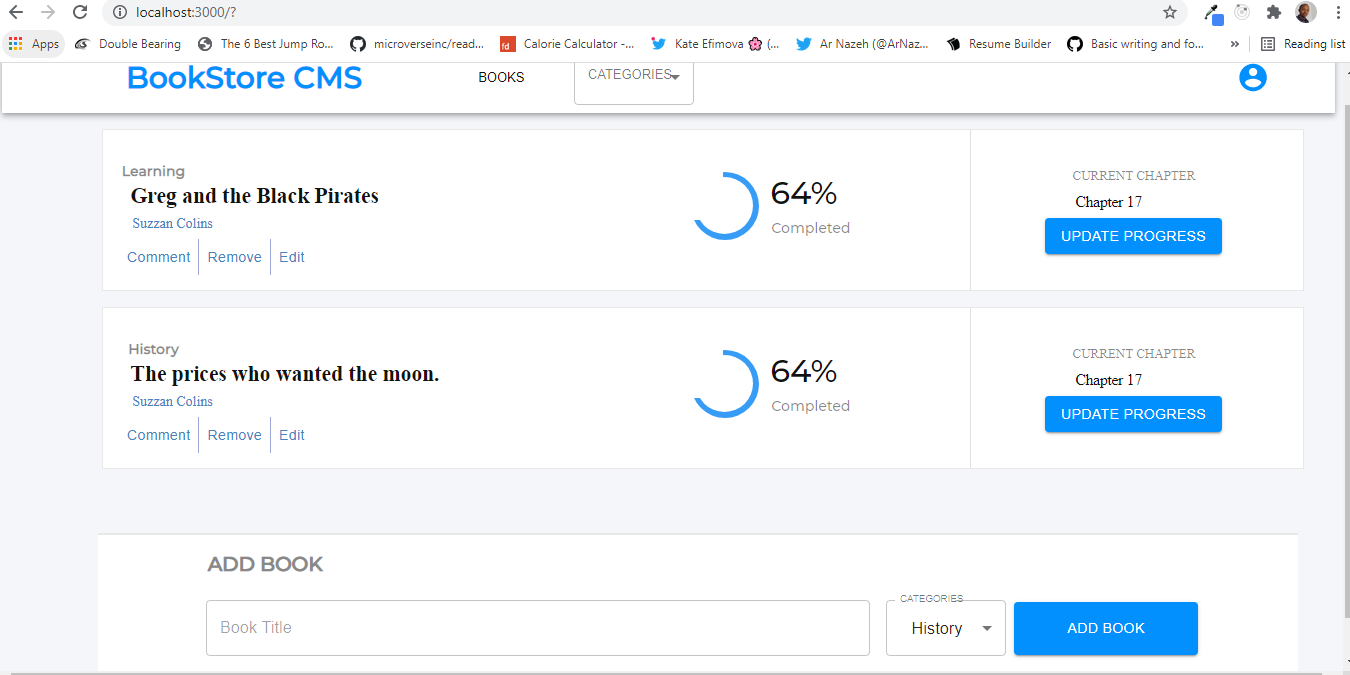 localhost:3000/?
Apps Double Bearing The 6 Best Jump Ro... microverseinc/read... fd Calorie Calculator -... Kate Efimova 🌸 (... Ar Nazeh (@ArNaz... Resume Builder Basic writing and fo... » Reading list
BookStore CMS BOOKS CATEGORIES
Learning
Greg and the Black Pirates
Suzzan Colins
Comment Remove Edit
64%
Completed
CURRENT CHAPTER
Chapter 17
UPDATE PROGRESS
History
The prices who wanted the moon.
Suzzan Colins
Comment Remove Edit
64%
Completed
CURRENT CHAPTER
Chapter 17
UPDATE PROGRESS
ADD BOOK
Book Title
CATEGORIES
History
ADD BOOK